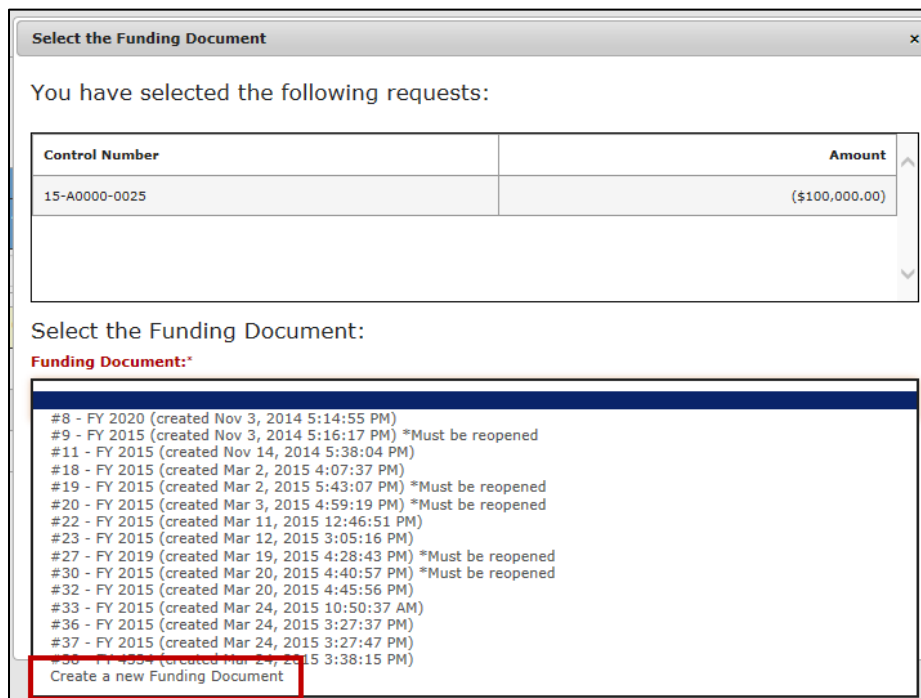 Select the Funding Document ×
You have selected the following requests:
Control Number Amount
15-A0000-0025 ($100,000.00)
Select the Funding Document:
Funding Document:*
#8 - FY 2020 (created Nov 3, 2014 5:14:55 PM)
#9 - FY 2015 (created Nov 3, 2014 5:16:17 PM) *Must be reopened
#11 - FY 2015 (created Nov 14, 2014 5:38:04 PM)
#18 - FY 2015 (created Mar 2, 2015 4:07:37 PM)
#19 - FY 2015 (created Mar 2, 2015 5:43:07 PM) *Must be reopened
#20 - FY 2015 (created Mar 3, 2015 4:59:19 PM) *Must be reopened
#22 - FY 2015 (created Mar 11, 2015 12:46:51 PM)
#23 - FY 2015 (created Mar 12, 2015 3:05:16 PM)
#27 - FY 2019 (created Mar 19, 2015 4:28:43 PM) *Must be reopened
#30 - FY 2015 (created Mar 20, 2015 4:40:57 PM) *Must be reopened
#32 - FY 2015 (created Mar 20, 2015 4:45:56 PM)
#33 - FY 2015 (created Mar 24, 2015 10:50:37 AM)
#36 - FY 2015 (created Mar 24, 2015 3:27:37 PM)
#37 - FY 2015 (created Mar 24, 2015 3:27:47 PM)
FY (created Mar 24, 2015 3:38:15 PM)
Create a new Funding Document